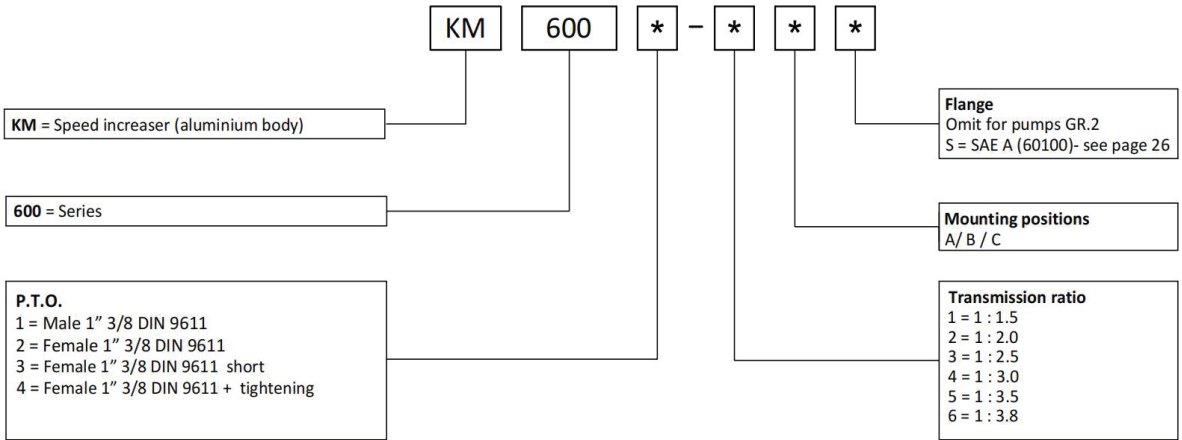 KM 600 * – * * *
KM = Speed increaser (aluminium body)
600 = Series
P.T.O.
1 = Male 1” 3/8 DIN 9611
2 = Female 1” 3/8 DIN 9611
3 = Female 1” 3/8 DIN 9611 short
4 = Female 1” 3/8 DIN 9611 + tightening
Flange
Omit for pumps GR.2
S = SAE A (60100)- see page 26
Mounting positions
A/ B / C
Transmission ratio
1 = 1 : 1.5
2 = 1 : 2.0
3 = 1 : 2.5
4 = 1 : 3.0
5 = 1 : 3.5
6 = 1 : 3.8